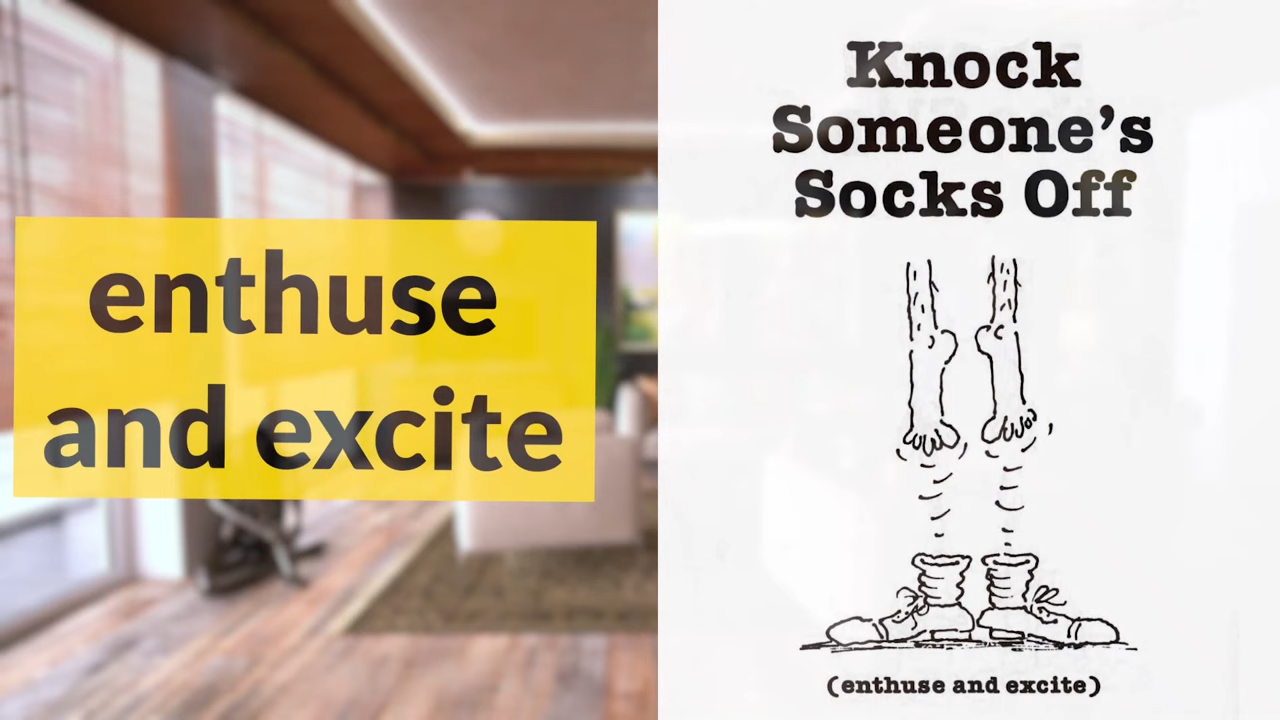 enthuse
and excite
Knock
Someone's
Socks Off
(enthuse and excite)